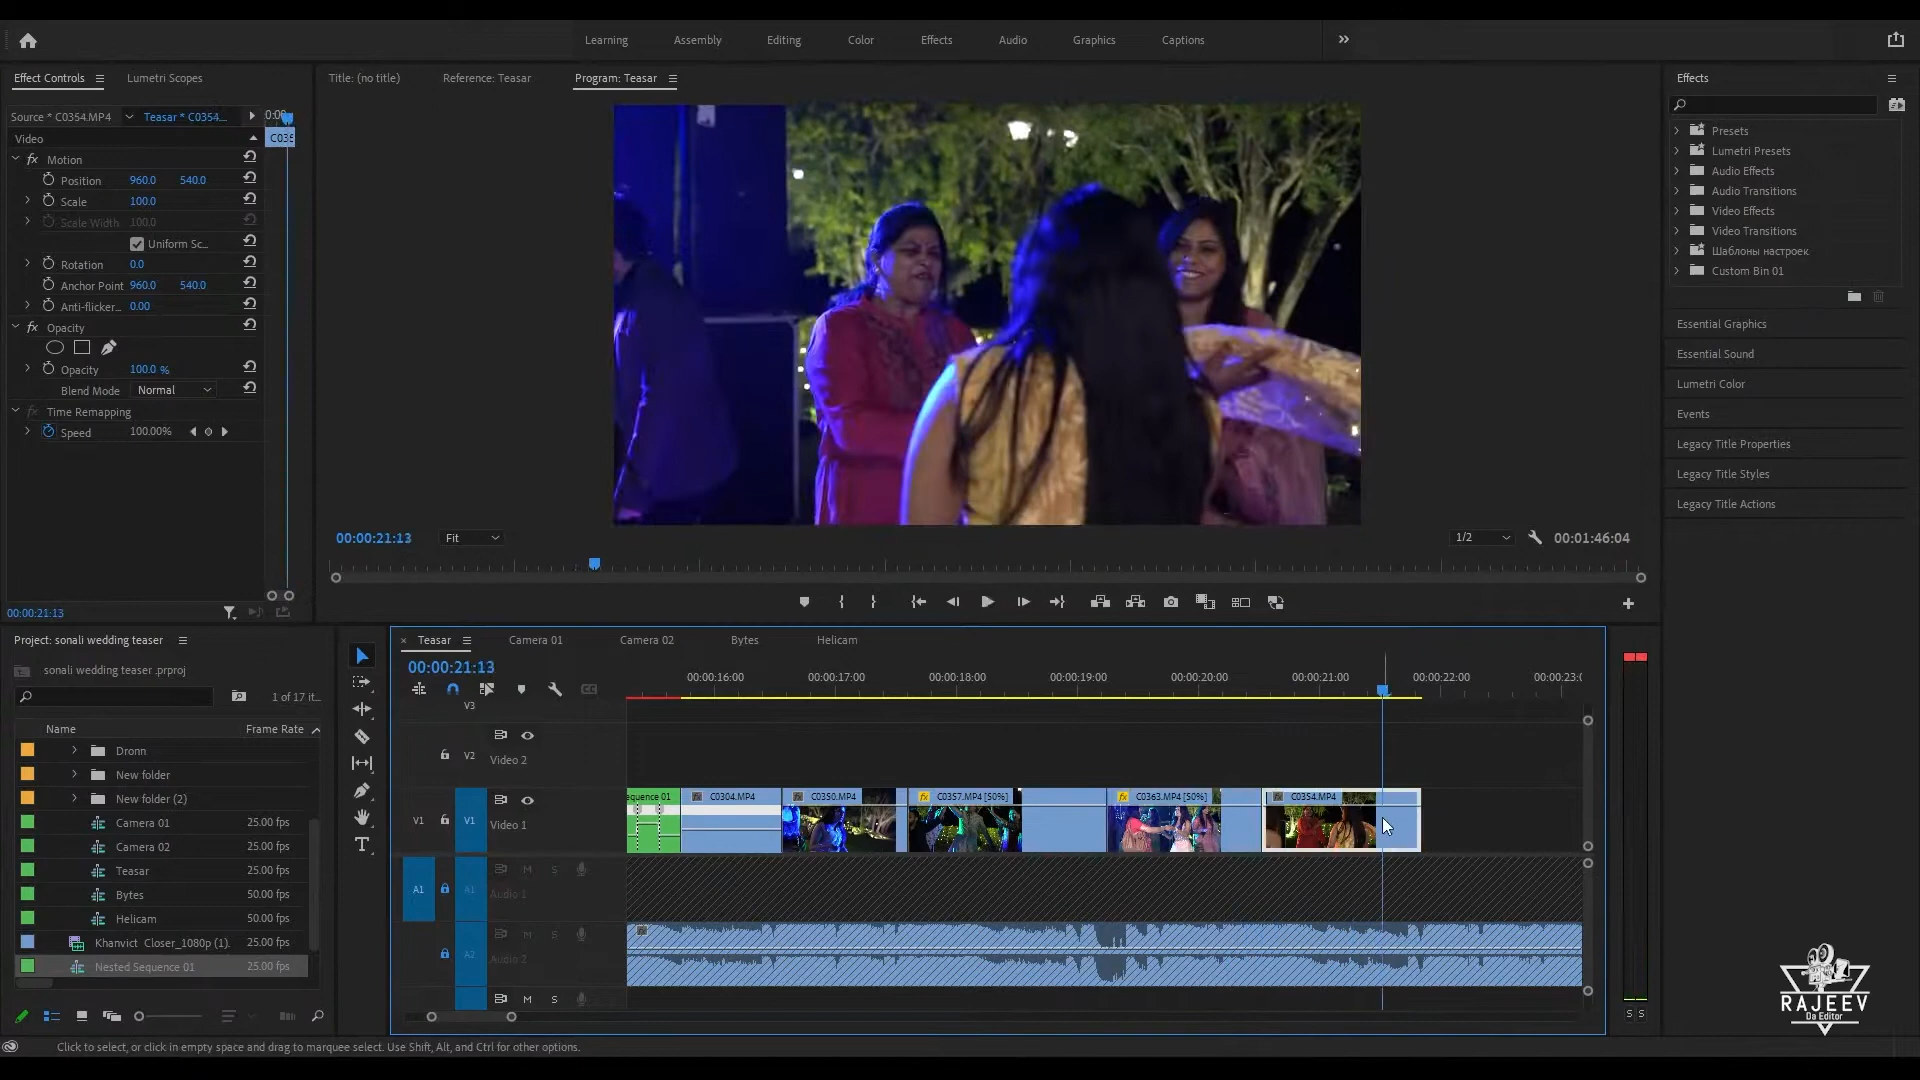 Learning Assembly Editing Color Effects Audio Graphics Captions
Effect Controls Lumetri Scopes
Title: (no title) Reference: Teasar Program: Teasar
Effects
Source * C0354.MP4 Teasar * C0354...
Video
Motion
Position 960.0 540.0
Scale 100.0
Scale Width 100.0
Uniform Sc...
Rotation 0.0
Anchor Point 960.0 540.0
Anti-flicker... 0.00
Opacity
Opacity 100.0 %
Blend Mode Normal
Time Remapping
Speed 100.00%
00:00:21:13
Presets
Lumetri Presets
Audio Effects
Audio Transitions
Video Effects
Video Transitions
Шаблоны настроек
Custom Bin 01
Essential Graphics
Essential Sound
Lumetri Color
Events
Legacy Title Properties
Legacy Title Styles
Legacy Title Actions
00:00:21:13 Fit 1/2 00:01:46:04
Project: sonali wedding teaser
sonali wedding teaser .prproj
1 of 17 it...
Name Frame Rate
Dronn
New folder
New folder (2)
Camera 01 25.00 fps
Camera 02 25.00 fps
Teasar 25.00 fps
Bytes 50.00 fps
Helicam 50.00 fps
Khanvict Closer_1080p (1). 25.00 fps
Nested Sequence 01 25.00 fps
× Teasar Camera 01 Camera 02 Bytes Helicam
00:00:21:13
00:00:16:00 00:00:17:00 00:00:18:00 00:00:19:00 00:00:20:00 00:00:21:00 00:00:22:00 00:00:23:0
V3
V2 Video 2
equence 01 C0304.MP4 C0350.MP4 C0357.MP4 [50%] C0363.MP4 [50%] C0354.MP4
V1 V1 Video 1
A1 A1 M S
Audio 1
A2 M S
Audio 2
M S
S S
RAJEEV
Da Editor
Click to select, or click in empty space and drag to marquee select. Use Shift, Alt, and Ctrl for other options.